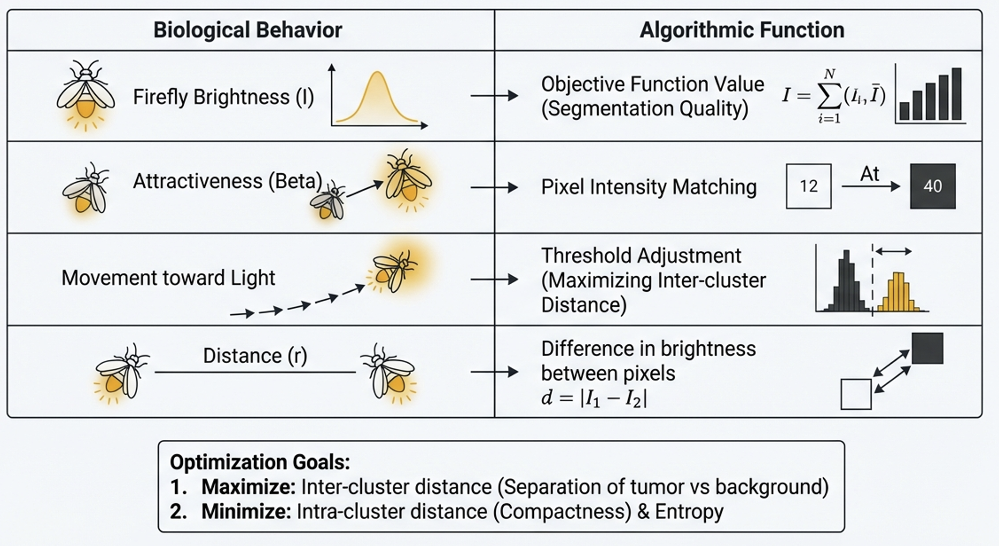 Biological Behavior
Algorithmic Function
Firefly Brightness (I)
Objective Function Value
(Segmentation Quality)
I = \sum_{i=1}^{N} (I_i, \bar{I})
Attractiveness (Beta)
Pixel Intensity Matching
12
At
40
Movement toward Light
Threshold Adjustment
(Maximizing Inter-cluster
Distance)
Distance (r)
Difference in brightness
between pixels
d = |I₁ − I₂|
Optimization Goals:
1. Maximize: Inter-cluster distance (Separation of tumor vs background)
2. Minimize: Intra-cluster distance (Compactness) & Entropy